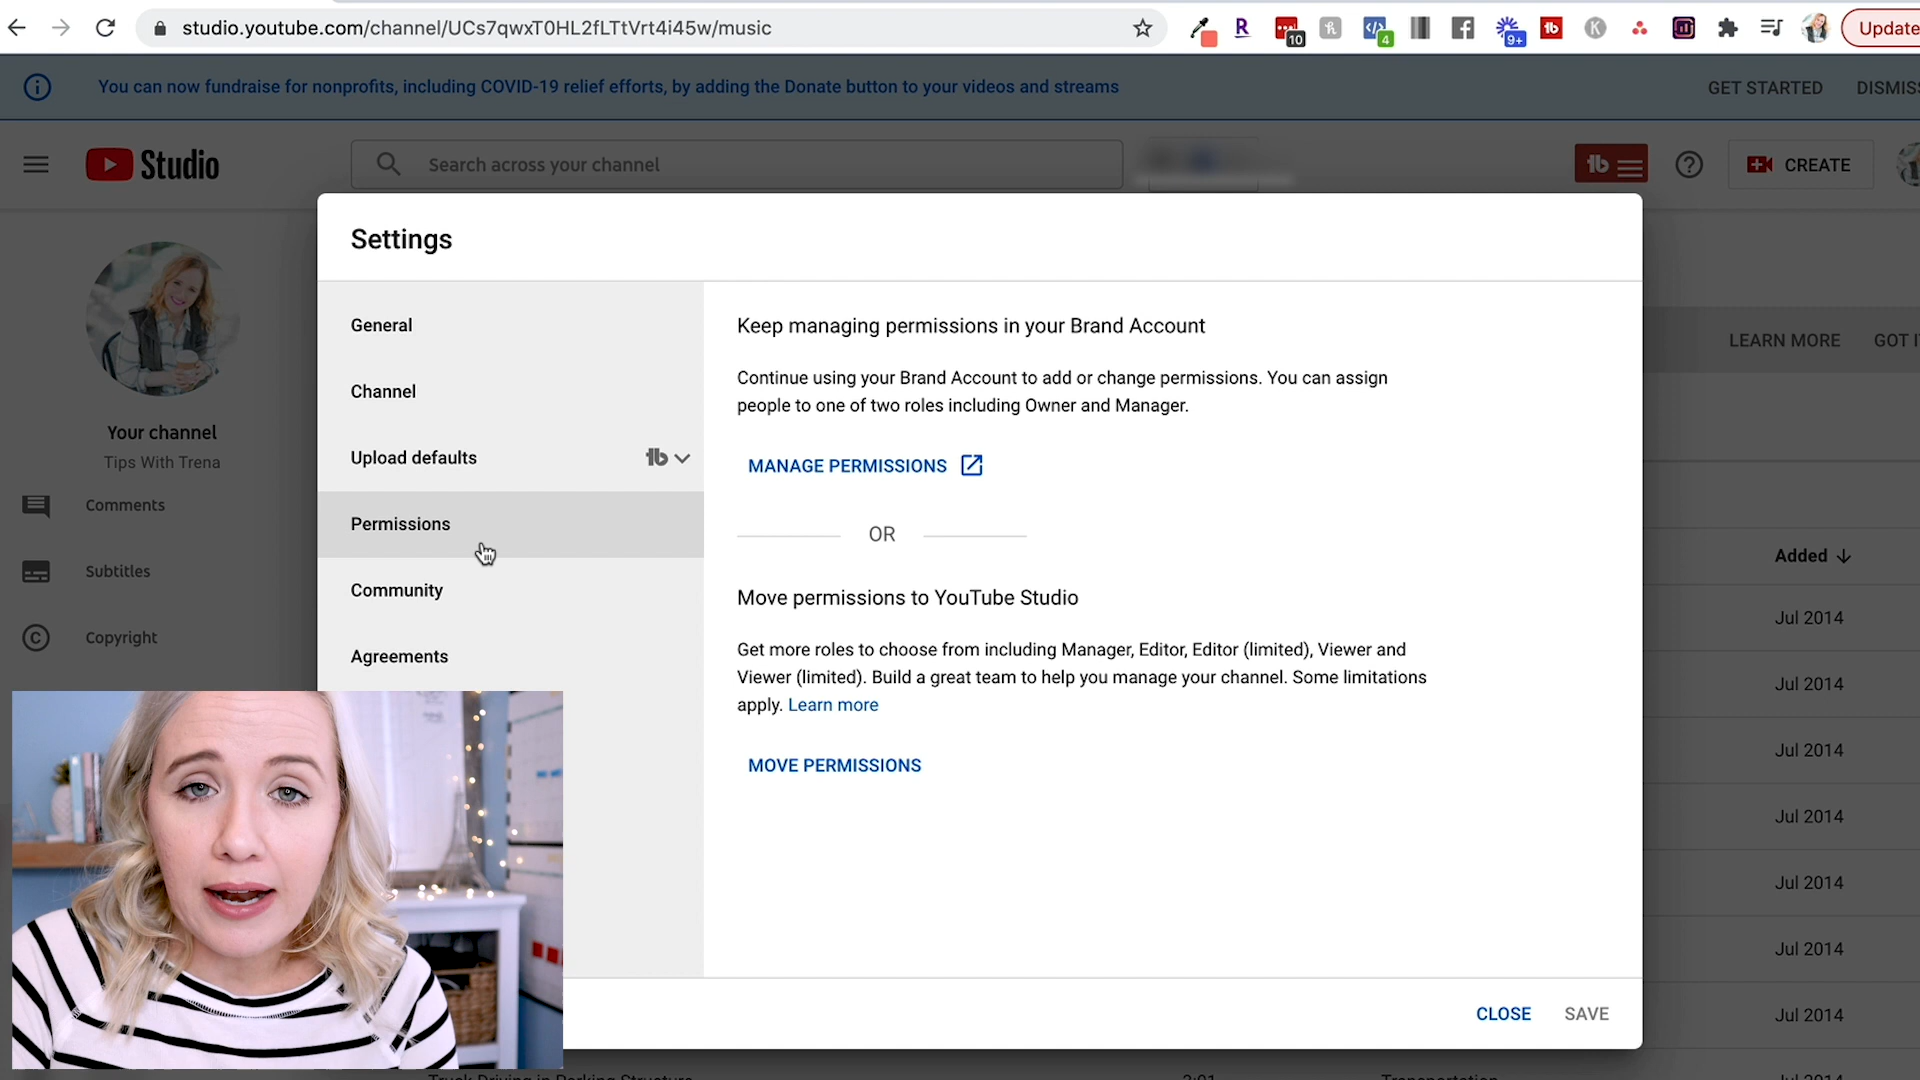 studio.youtube.com/channel/UCs7qwxT0HL2fLTtVrt4i45w/music
10
4
9+
Update
You can now fundraise for nonprofits, including COVID-19 relief efforts, by adding the Donate button to your videos and streams
GET STARTED
Studio
Search across your channel
CREATE
Settings
General
Channel
Upload defaults
Permissions
Community
Agreements
Your channel
Tips With Trena
Comments
Subtitles
Copyright
Keep managing permissions in your Brand Account
Continue using your Brand Account to add or change permissions. You can assign
people to one of two roles including Owner and Manager.
MANAGE PERMISSIONS
OR
Move permissions to YouTube Studio
Get more roles to choose from including Manager, Editor, Editor (limited), Viewer and
Viewer (limited). Build a great team to help you manage your channel. Some limitations
apply. Learn more
MOVE PERMISSIONS
CLOSE SAVE
LEARN MORE
Added
Jul 2014
Jul 2014
Jul 2014
Jul 2014
Jul 2014
Jul 2014
Jul 2014